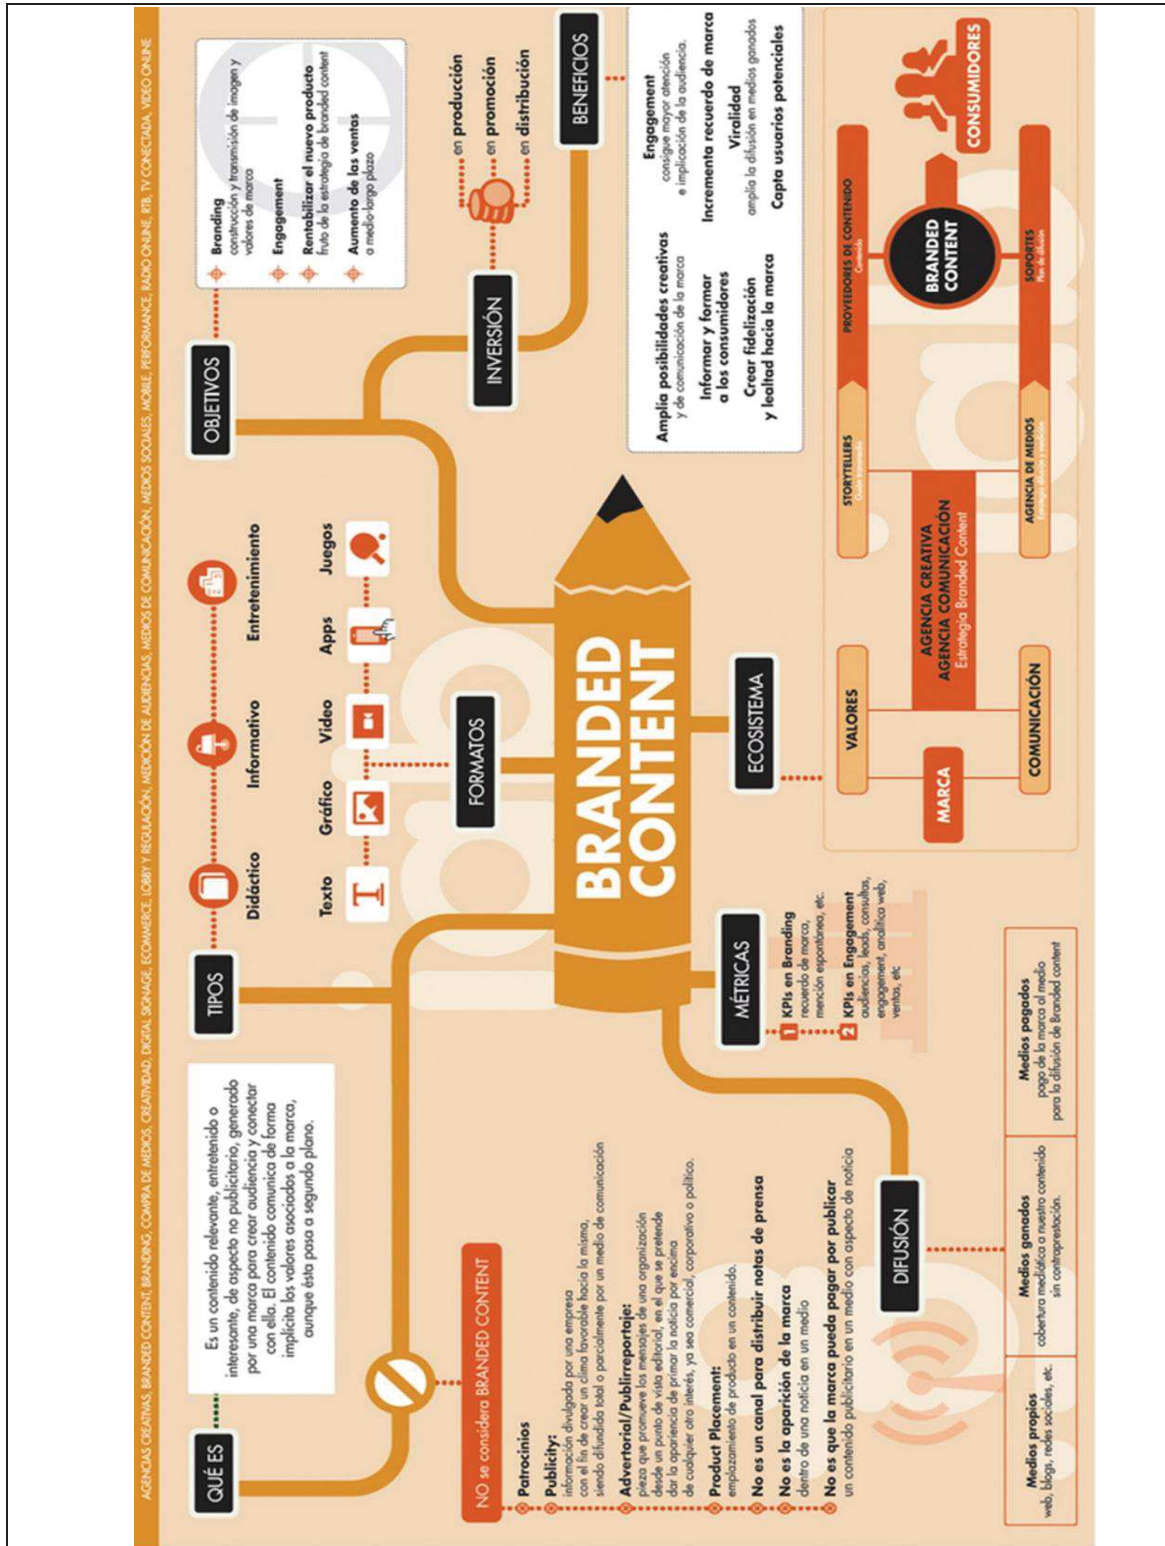 AGENCIAS CREATIVAS, BRANDED CONTENT, BRANDING, COMPRA DE MEDIOS, CREATIVIDAD, DIGITAL SIGNAGE, ECOMMERCE, LOBBY Y REGULACIÓN, MEDICIÓN DE AUDIENCIAS, MEDIOS DE COMUNICACIÓN, MEDIOS SOCIALES, MOBILE, PERFORMANCE, RADIO ONLINE, RTB, TV CONECTADA, VIDEO ONLINE
QUÉ ES
Es un contenido relevante, entretenido o
interesante, de aspecto no publicitario, generado
por una marca para crear audiencia y conectar
con ella. El contenido comunica de forma
implícita los valores asociados a la marca,
aunque ésta pasa a segundo plano.
TIPOS
Didáctico
Informativo
Entretenimiento
OBJETIVOS
Branding
construcción y transmisión de imagen y
valores de marca
Engagement
Rentabilizar el nuevo producto
fruto de la estrategia de branded content
Aumento de las ventas
a medio-largo plazo
Texto
Gráfico
Video
Apps
Juegos
FORMATOS
INVERSIÓN
en producción
en promoción
en distribución
NO se considera BRANDED CONTENT
Patrocinios
Publicity:
información divulgada por una empresa
con el fin de crear un clima favorable hacia la misma,
siendo difundida total o parcialmente por un medio de comunicación
Advertorial/Publirreportaje:
pieza que promueve los mensajes de una organización
desde un punto de vista editorial, en el que se pretende
dar la apariencia de primar la noticia por encima
de cualquier otro interés, ya sea comercial, corporativo o político.
Product Placement:
emplazamiento de producto en un contenido.
No es un canal para distribuir notas de prensa
No es la aparición de la marca
dentro de una noticia en un medio
No es que la marca pueda pagar por publicar
un contenido publicitario en un medio con aspecto de noticia
BRANDED
CONTENT
BENEFICIOS
Amplia posibilidades creativas
y de comunicación de la marca
Informar y formar
a los consumidores
Crear fidelización
y lealtad hacia la marca
Engagement
consigue mayor atención
e implicación de la audiencia.
Incrementa recuerdo de marca
Viralidad
amplia la difusión en medios ganados
Capta usuarios potenciales
MÉTRICAS
1 KPIs en Branding
recuerdo de marca,
mención espontánea, etc.
2 KPIs en Engagement
audiencias, leads, consultas,
engagement, analítica web,
ventas, etc
ECOSISTEMA
MARCA
VALORES
COMUNICACIÓN
AGENCIA CREATIVA
AGENCIA COMUNICACIÓN
Estrategia Branded Content
STORYTELLERS
Guión transmedia
PROVEEDORES DE CONTENIDO
Contenido
AGENCIA DE MEDIOS
Estrategia difusión y medición
SOPORTES
Plan de difusión
BRANDED
CONTENT
CONSUMIDORES
DIFUSIÓN
Medios propios
web, blogs, redes sociales, etc.
Medios ganados
cobertura mediática a nuestro contenido
sin contraprestación.
Medios pagados
pago de la marca al medio
para la difusión de Branded content